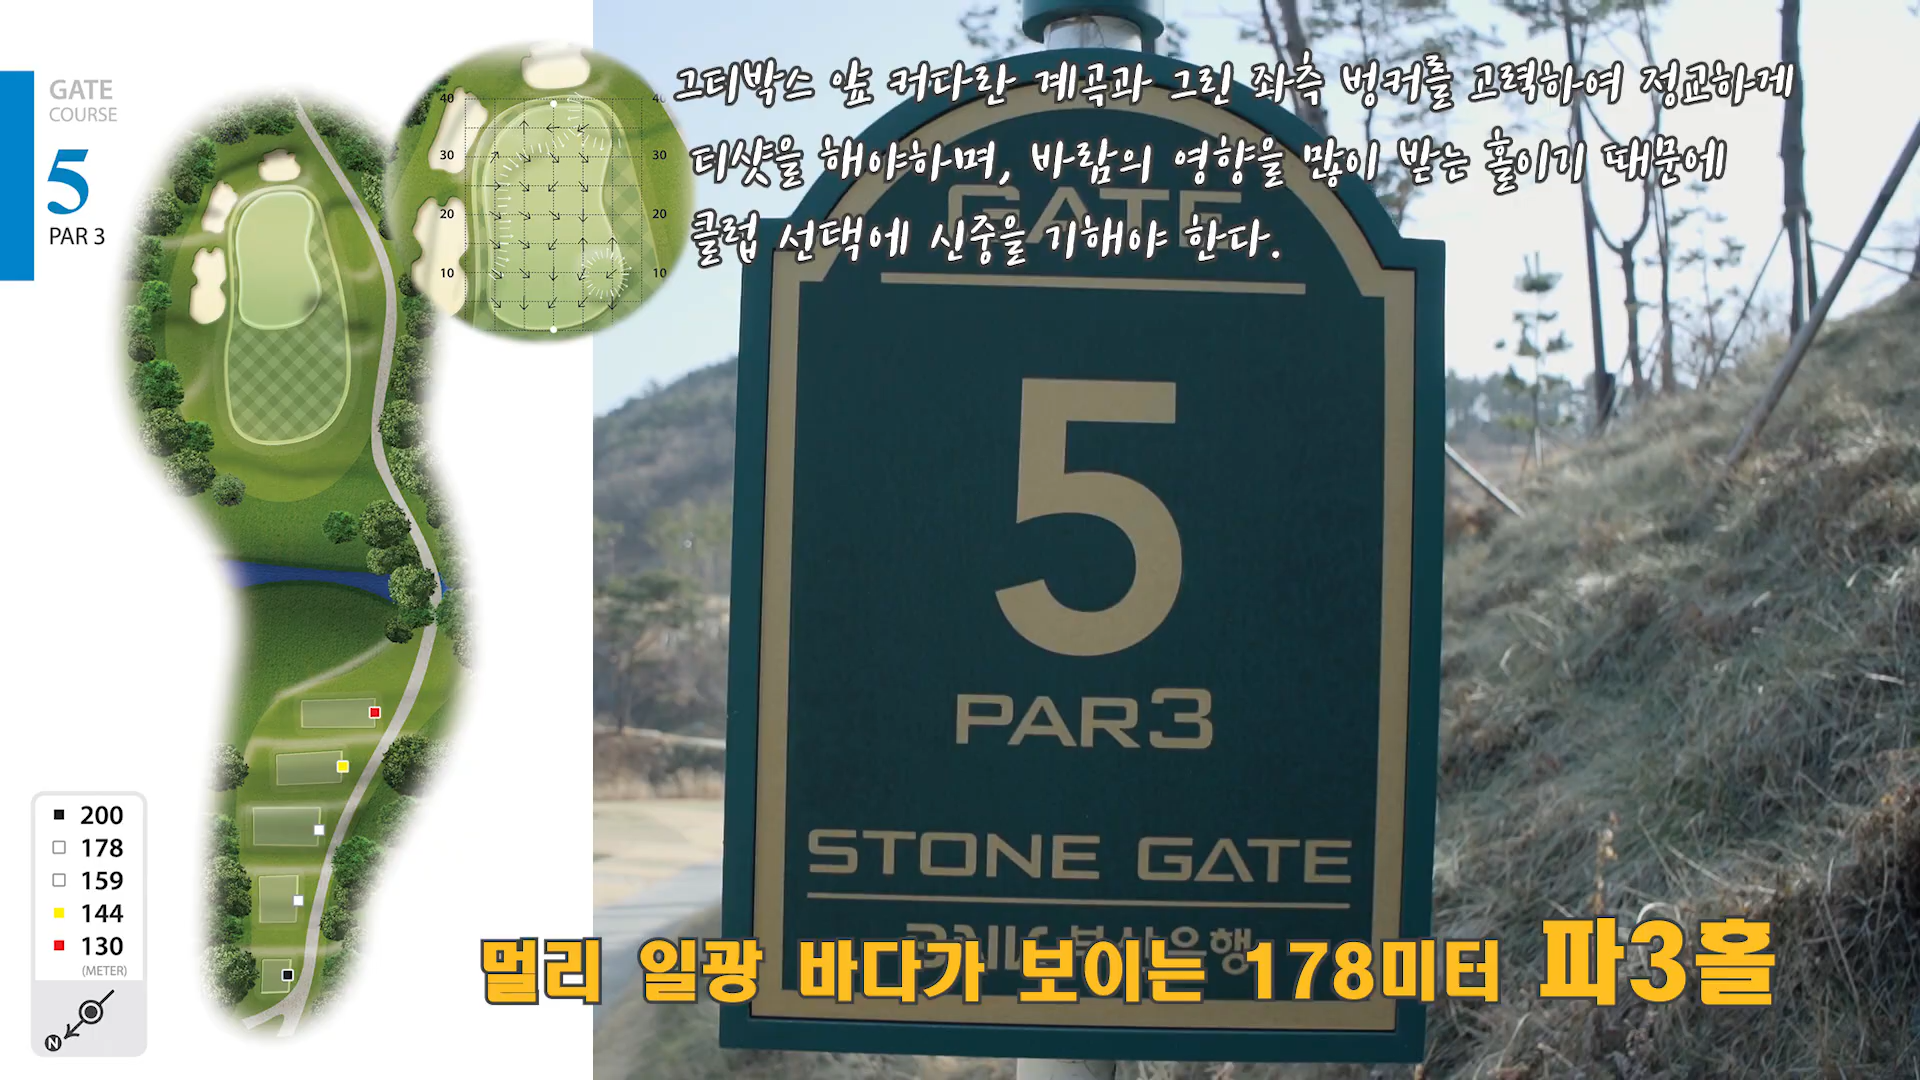 GATE
COURSE
5
PAR 3
40
30
20
10
40
30
20
10
200
178
159
144
130
(METER)
N
그티박스 앞 커다란 계곡과 그린 좌측 벙커를 고력하여 정교하게
티샷을 해야하며, 바람의 영향을 많이 받는 홀이기 때문에
클럽 선택에 신중을 기해야 한다.
GATE
5
PAR3
STONE GATE
멀리 일광 바다가 보이는 178미터 파3홀